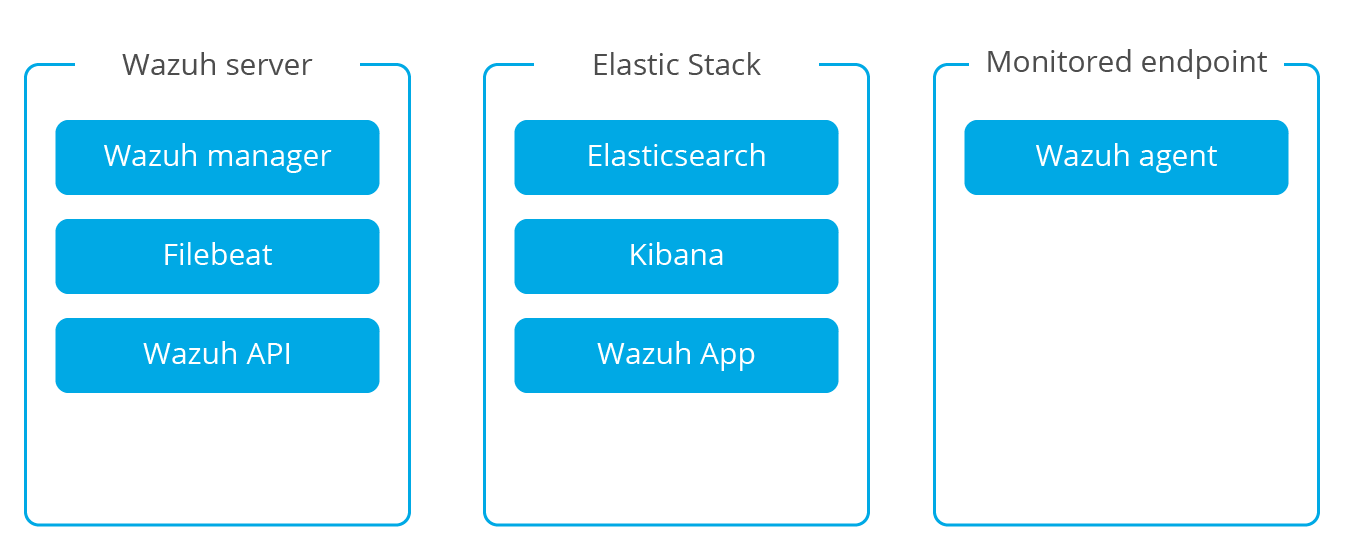 Wazuh server
Wazuh manager
Filebeat
Wazuh API
Elastic Stack
Elasticsearch
Kibana
Wazuh App
Monitored endpoint
Wazuh agent